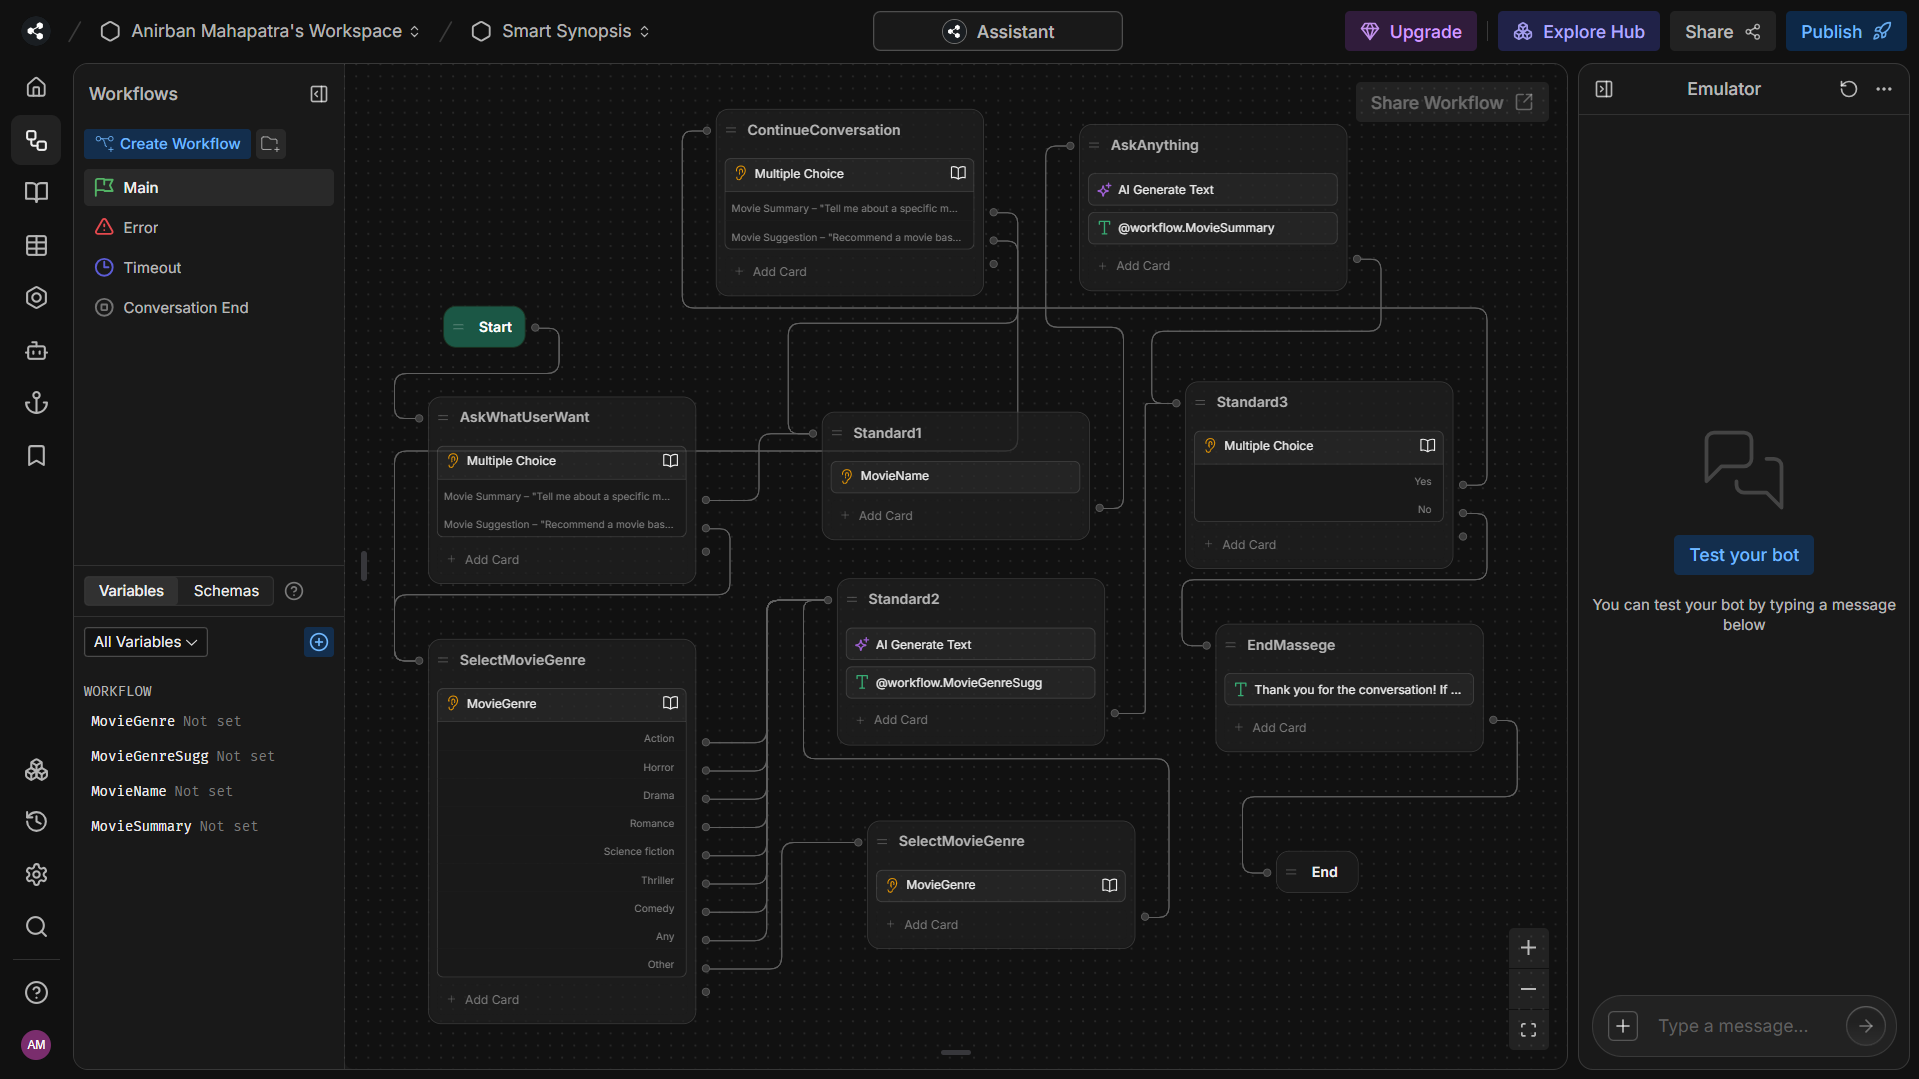 Anirban Mahapatra's Workspace
Smart Synopsis
Assistant
Upgrade
Explore Hub
Share
Publish
Workflows
Create Workflow
Main
Error
Timeout
Conversation End
Variables
Schemas
All Variables
WORKFLOW
MovieGenre Not set
MovieGenreSugg Not set
MovieName Not set
MovieSummary Not set
AM
Share Workflow
ContinueConversation
Multiple Choice
Movie Summary – "Tell me about a specific m...
Movie Suggestion – "Recommend a movie bas...
Add Card
AskAnything
AI Generate Text
@workflow.MovieSummary
Add Card
Start
AskWhatUserWant
Multiple Choice
Movie Summary – "Tell me about a specific m...
Movie Suggestion – "Recommend a movie bas...
Add Card
Standard1
MovieName
Add Card
Standard3
Multiple Choice
Yes
No
Add Card
Standard2
AI Generate Text
@workflow.MovieGenreSugg
Add Card
EndMassege
Thank you for the conversation! If ...
Add Card
SelectMovieGenre
MovieGenre
Action
Horror
Drama
Romance
Science fiction
Thriller
Comedy
Any
Other
Add Card
SelectMovieGenre
MovieGenre
Add Card
End
Emulator
Test your bot
You can test your bot by typing a message
below
Type a message...